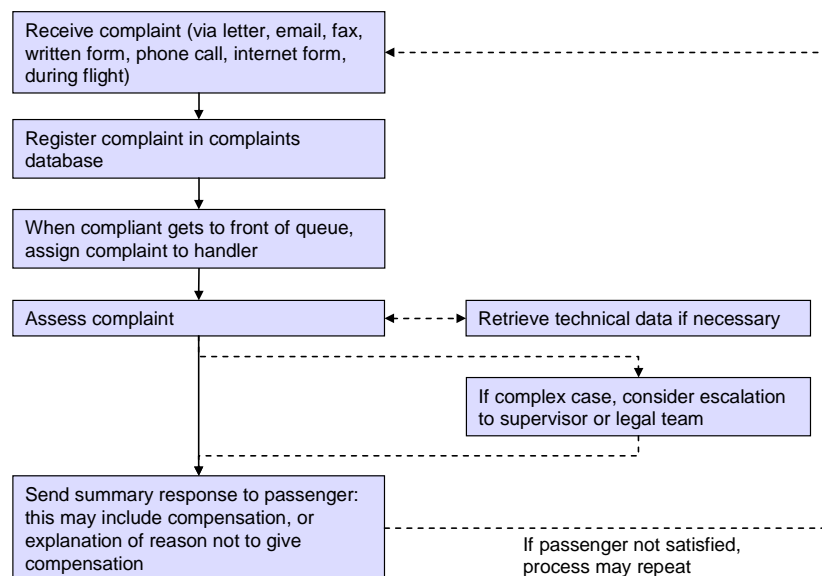 Receive complaint (via letter, email, fax,
written form, phone call, internet form,
during flight)
Register complaint in complaints
database
When compliant gets to front of queue,
assign complaint to handler
Assess complaint
Retrieve technical data if necessary
If complex case, consider escalation
to supervisor or legal team
Send summary response to passenger:
this may include compensation, or
explanation of reason not to give
compensation
If passenger not satisfied,
process may repeat